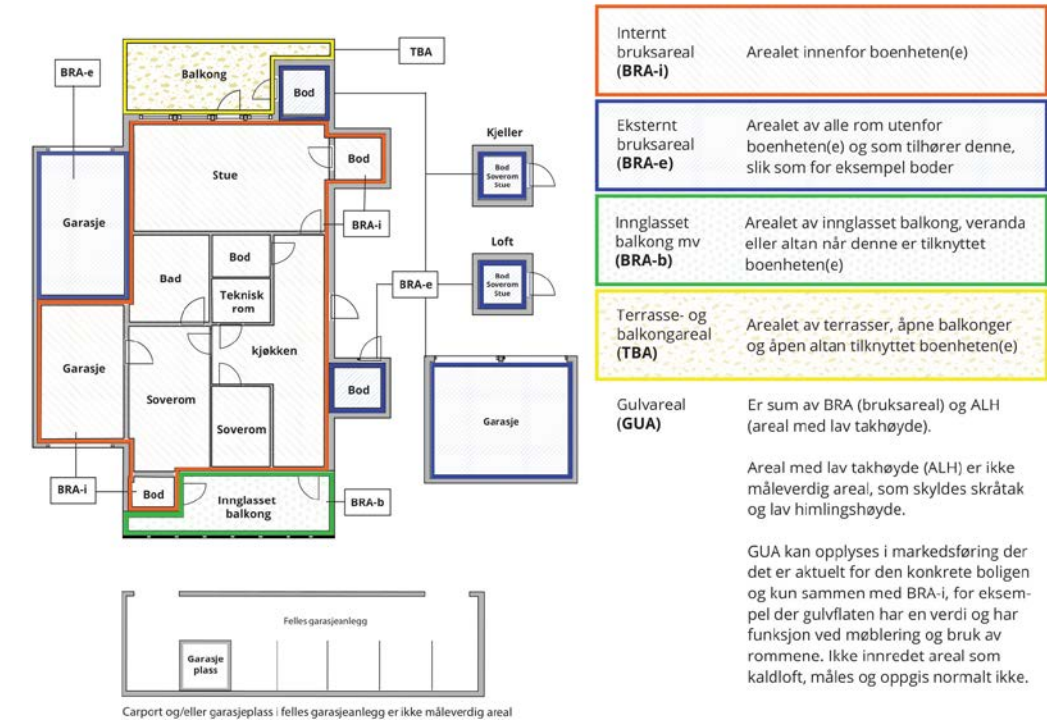 TBA
BRA-e
Balkong
Bod
Kjeller
Bod
Soverom
Stue
Stue
Bod
Garasje
BRA-i
Loft
Bod
Bad
Bod
Soverom
Stue
BRA-e
Teknisk
rom
kjøkken
Garasje
Soverom
Bod
Soverom
Garasje
BRA-i
Bod
Innglasset
balkong
BRA-b
Felles garasjeanlegg
Garasje
plass
Carport og/eller garasjeplass i felles garasjeanlegg er ikke måleverdig areal
Internt
bruksareal
(BRA-i)
Arealet innenfor boenheten(e)
Eksternt
bruksareal
(BRA-e)
Arealet av alle rom utenfor
boenheten(e) og som tilhører denne,
slik som for eksempel boder
Innglasset
balkong mv
(BRA-b)
Arealet av innglasset balkong, veranda
eller altan når denne er tilknyttet
boenheten(e)
Terrasse- og
balkongareal
(TBA)
Arealet av terrasser, åpne balkonger
og åpen altan tilknyttet boenheten(e)
Gulvareal
(GUA)
Er sum av BRA (bruksareal) og ALH
(areal med lav takhøyde).
Areal med lav takhøyde (ALH) er ikke
måleverdig areal, som skyldes skråtak
og lav himlingshøyde.
GUA kan opplyses i markedsføring der
det er aktuelt for den konkrete boligen
og kun sammen med BRA-i, for eksem-
pel der gulvflaten har en verdi og har
funksjon ved møblering og bruk av
rommene. Ikke innredet areal som
kaldloft, måles og oppgis normalt ikke.